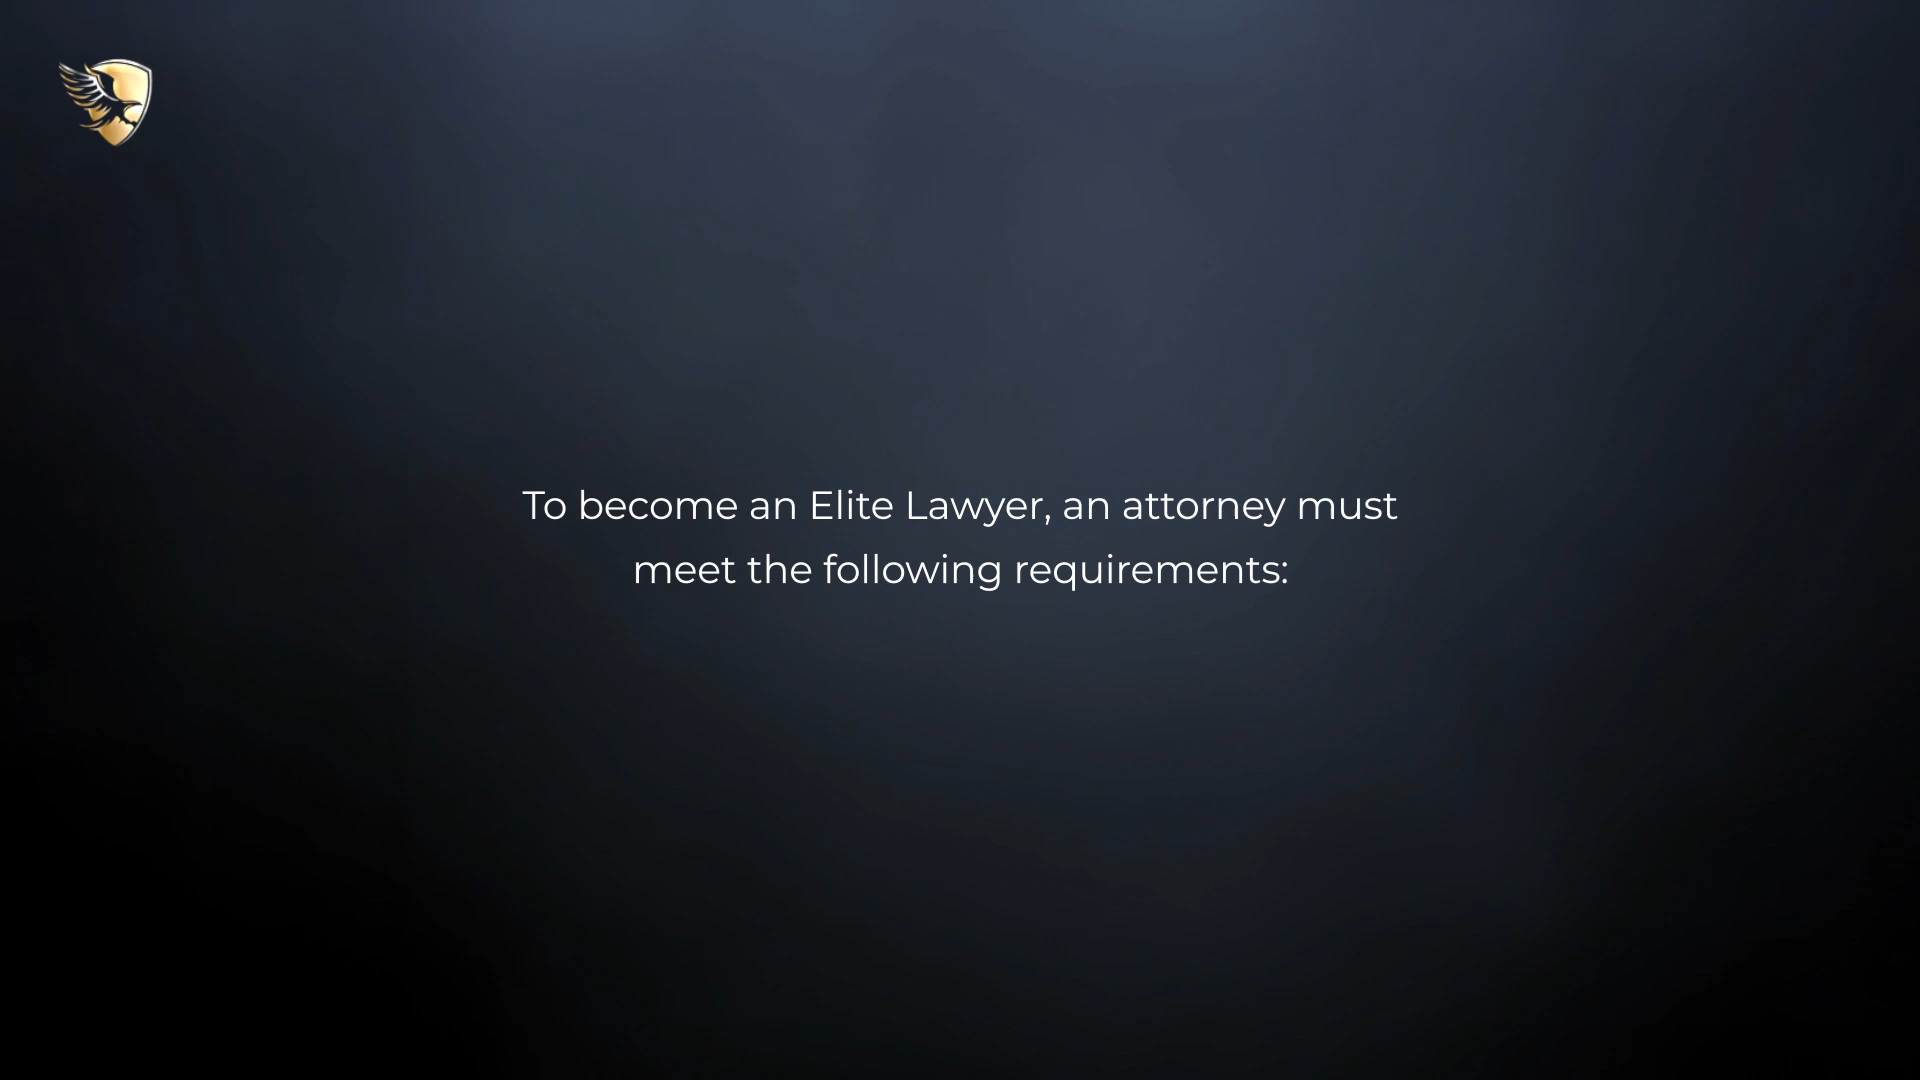 To become an Elite Lawyer, an attorney must
meet the following requirements: